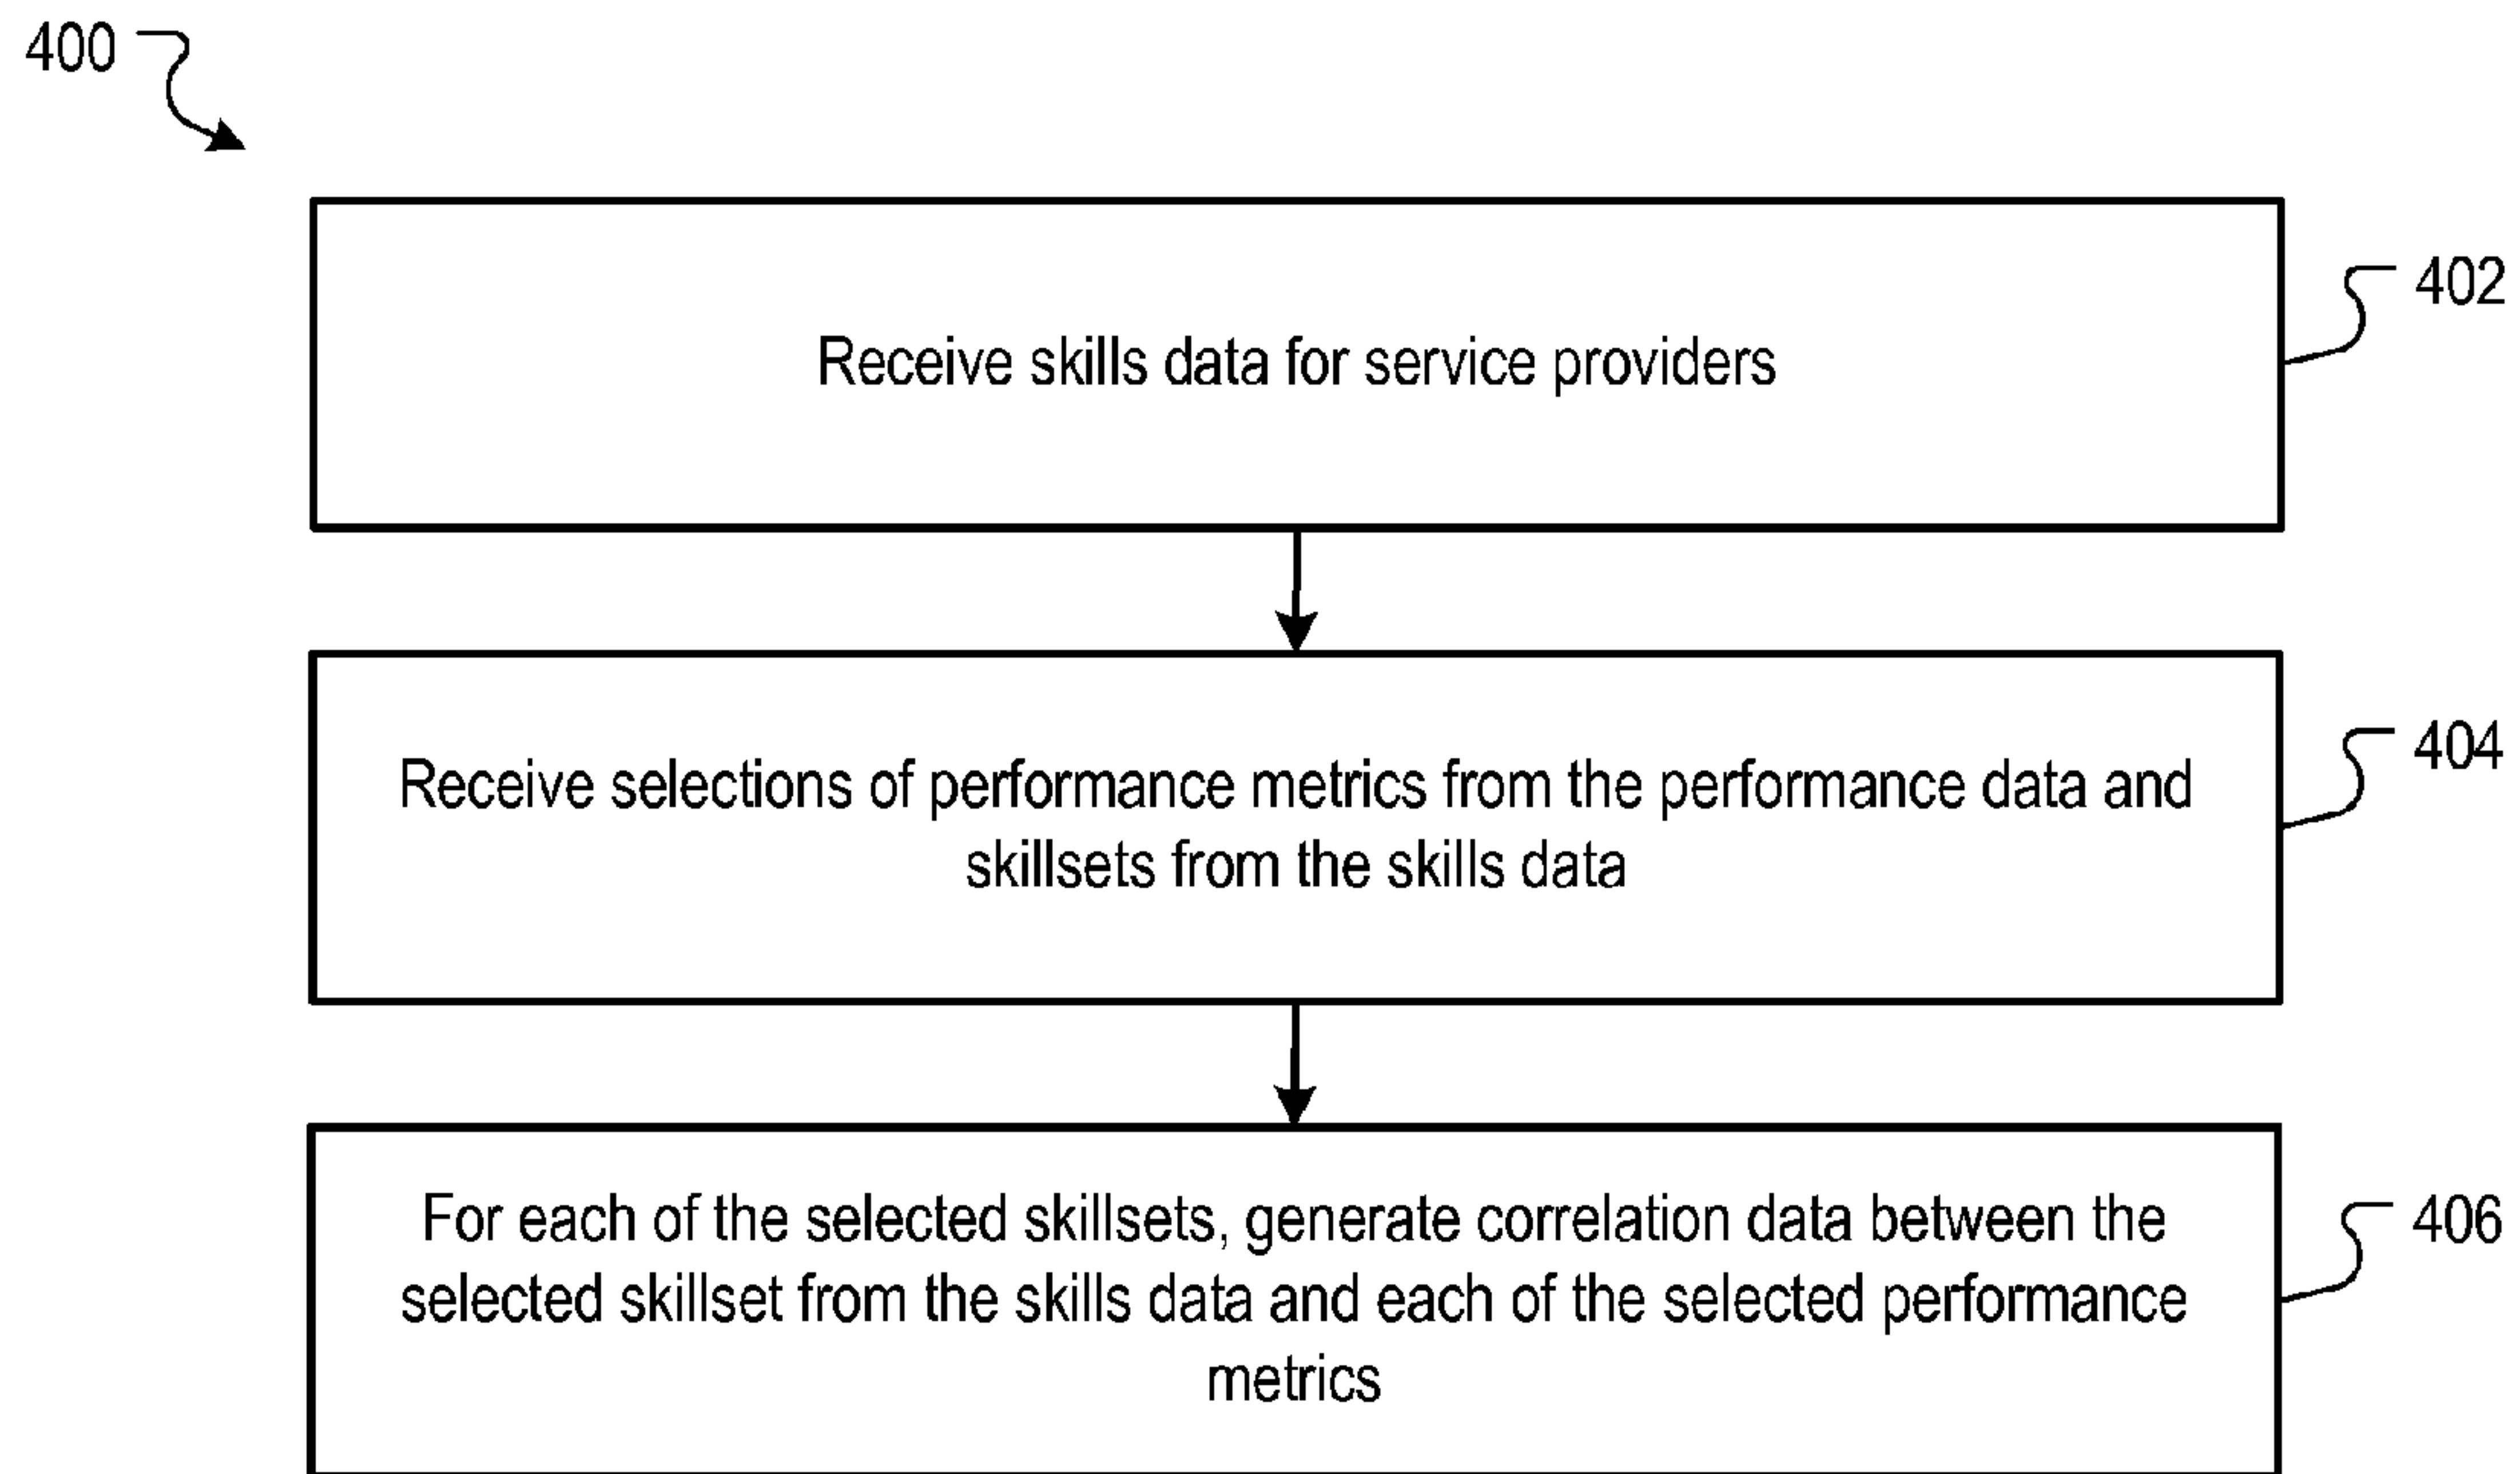 400
Receive skills data for service providers
402
Receive selections of performance metrics from the performance data and
skillsets from the skills data
404
For each of the selected skillsets, generate correlation data between the
selected skillset from the skills data and each of the selected performance
metrics
406